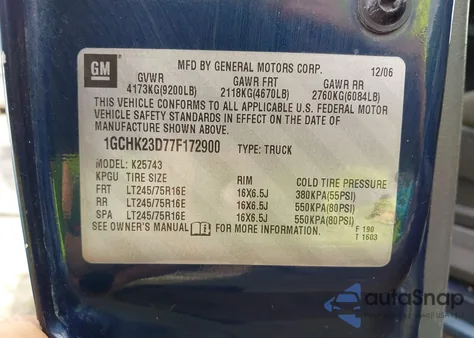 GM
MFD BY GENERAL MOTORS CORP. 12/06
GVWR GAWR FRT GAWR RR
4173KG(9200LB) 2118KG(4670LB) 2760KG(6084LB)
THIS VEHICLE CONFORMS TO ALL APPLICABLE U.S. FEDERAL MOTOR
VEHICLE SAFETY STANDARDS IN EFFECT ON THE DATE OF
MANUFACTURE SHOWN ABOVE.
1GCHK23D77F172900 TYPE: TRUCK
MODEL: K25743
KPGU TIRE SIZE RIM COLD TIRE PRESSURE
FRT LT245/75R16E 16X6.5J 380KPA(55PSI)
RR LT245/75R16E 16X6.5J 550KPA(80PSI)
SPA LT245/75R16E 16X6.5J 550KPA(80PSI)
SEE OWNER'S MANUAL i FOR MORE INFORMATION.
F 190
T 1603
autoSnap